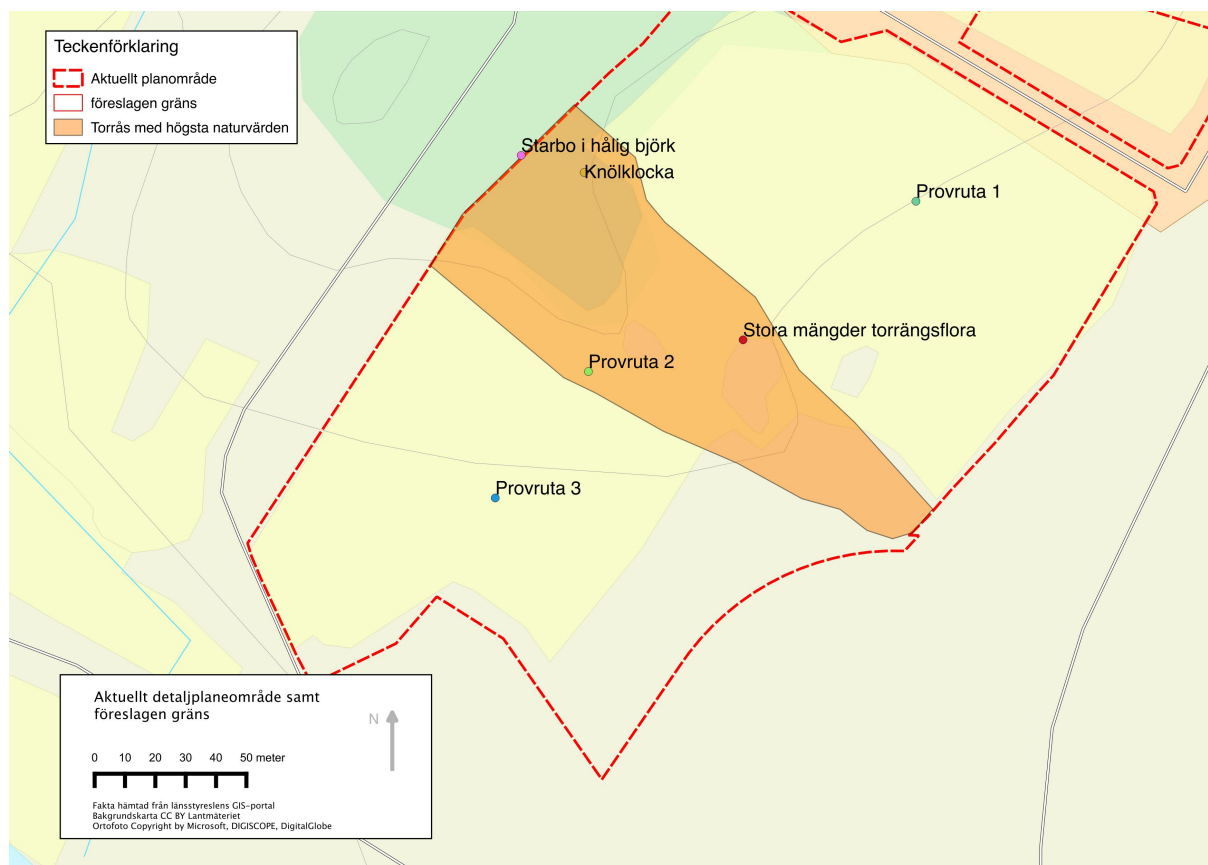 Teckenförklaring
Aktuellt planområde
föreslagen gräns
Torrås med högsta naturvärden
Starbo i hålig björk
Knölklocka
Provruta 1
Stora mängder torrängsflora
Provruta 2
Provruta 3
Aktuellt detaljplaneområde samt
föreslagen gräns
N
0 10 20 30 40 50 meter
Fakta hämtad från länsstyrelsens GIS-portal
Bakgrundskarta CC BY Lantmäteriet
Ortofoto Copyright by Microsoft, DIGISCOPE, DigitalGlobe